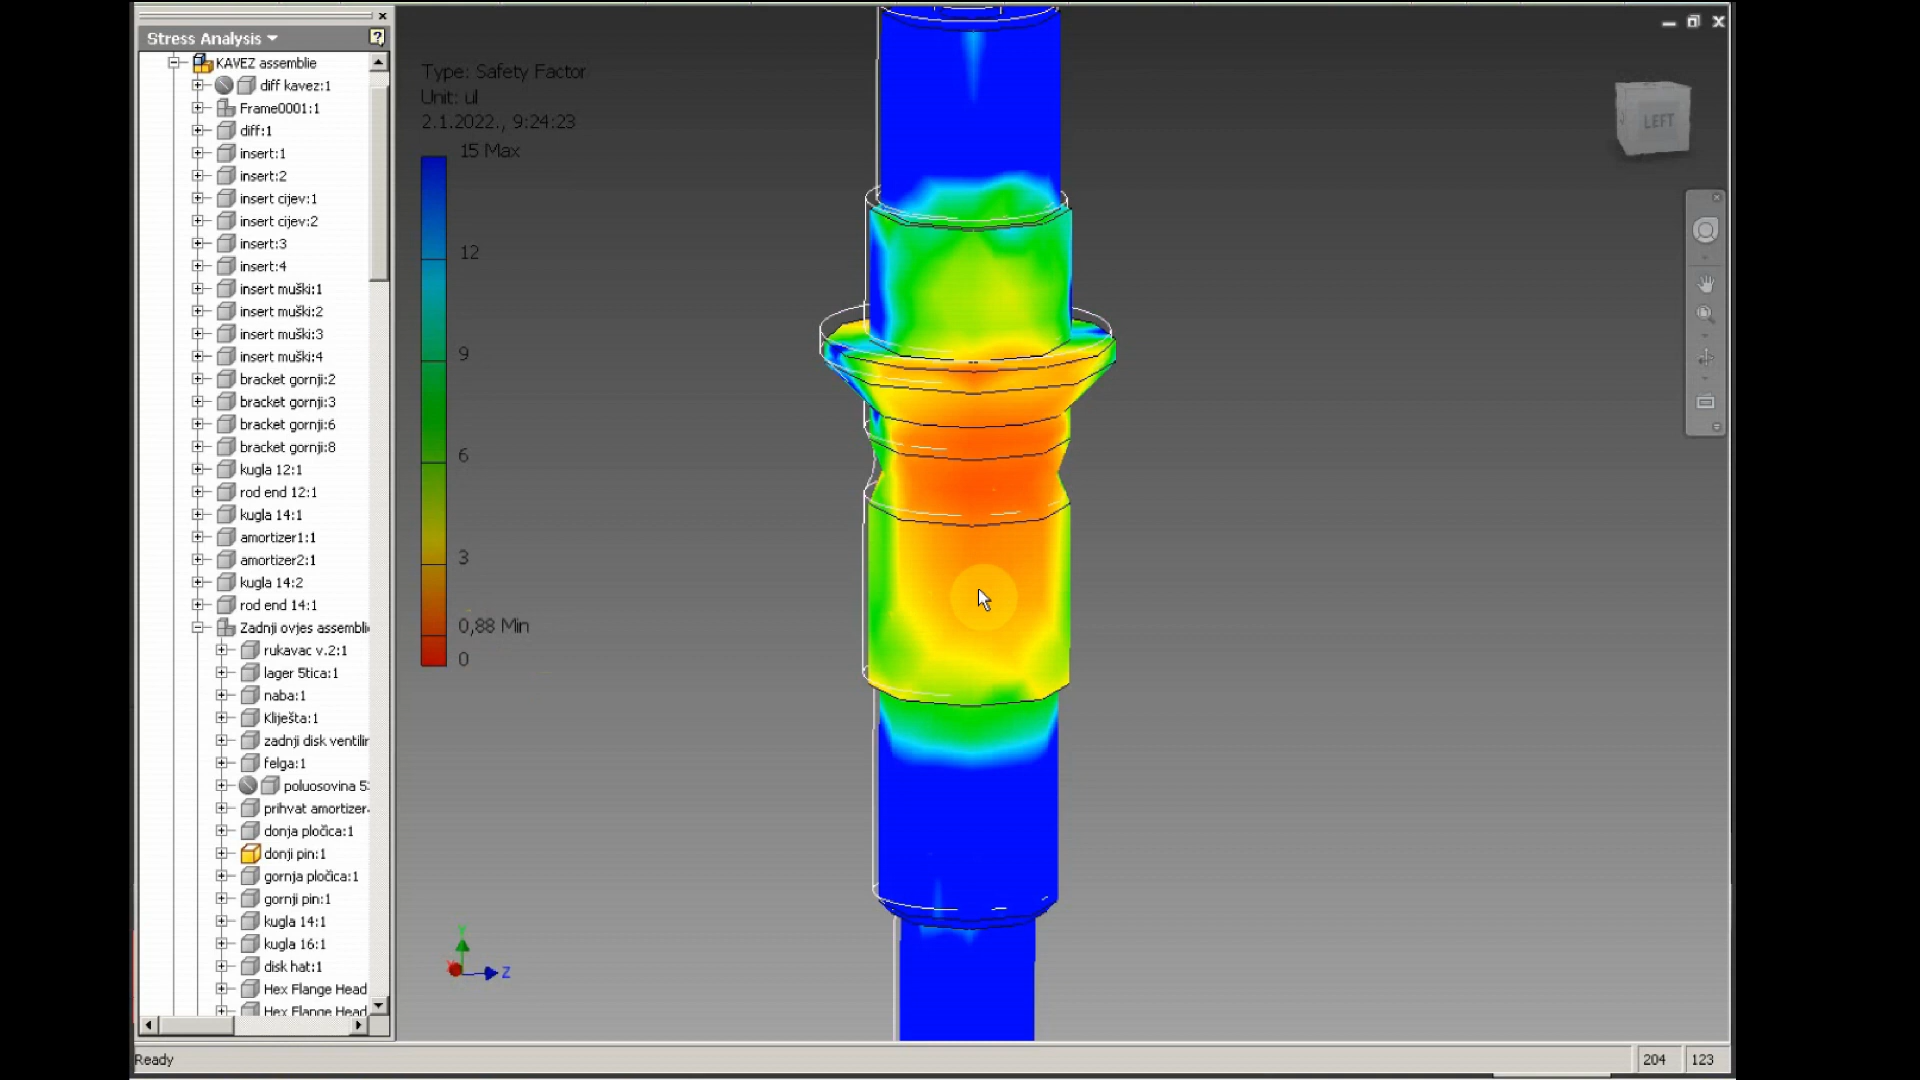 Stress Analysis
KAVEZ assemblie
diff kavez:1
Frame0001:1
diff:1
insert:1
insert:2
insert cijev:1
insert cijev:2
insert:3
insert:4
insert muški:1
insert muški:2
insert muški:3
insert muški:4
bracket gornji:2
bracket gornji:3
bracket gornji:6
bracket gornji:8
kugla 12:1
rod end 12:1
kugla 14:1
amortizer1:1
amortizer2:1
kugla 14:2
rod end 14:1
Zadnji ovjes assembli
rukavac v.2:1
lager 5tica:1
naba:1
Kliješta:1
zadnji disk ventilir
felga:1
poluosovina 5
prihvat amortizer
donja pločica:1
donji pin:1
gornja pločica:1
gornji pin:1
kugla 14:1
kugla 16:1
disk hat:1
Hex Flange Head
Hex Flange Head
Type: Safety Factor
Unit: ul
2.1.2022., 9:24:23
15 Max
12
9
6
3
0,88 Min
0
LEFT
Y
Z
Ready
204
123